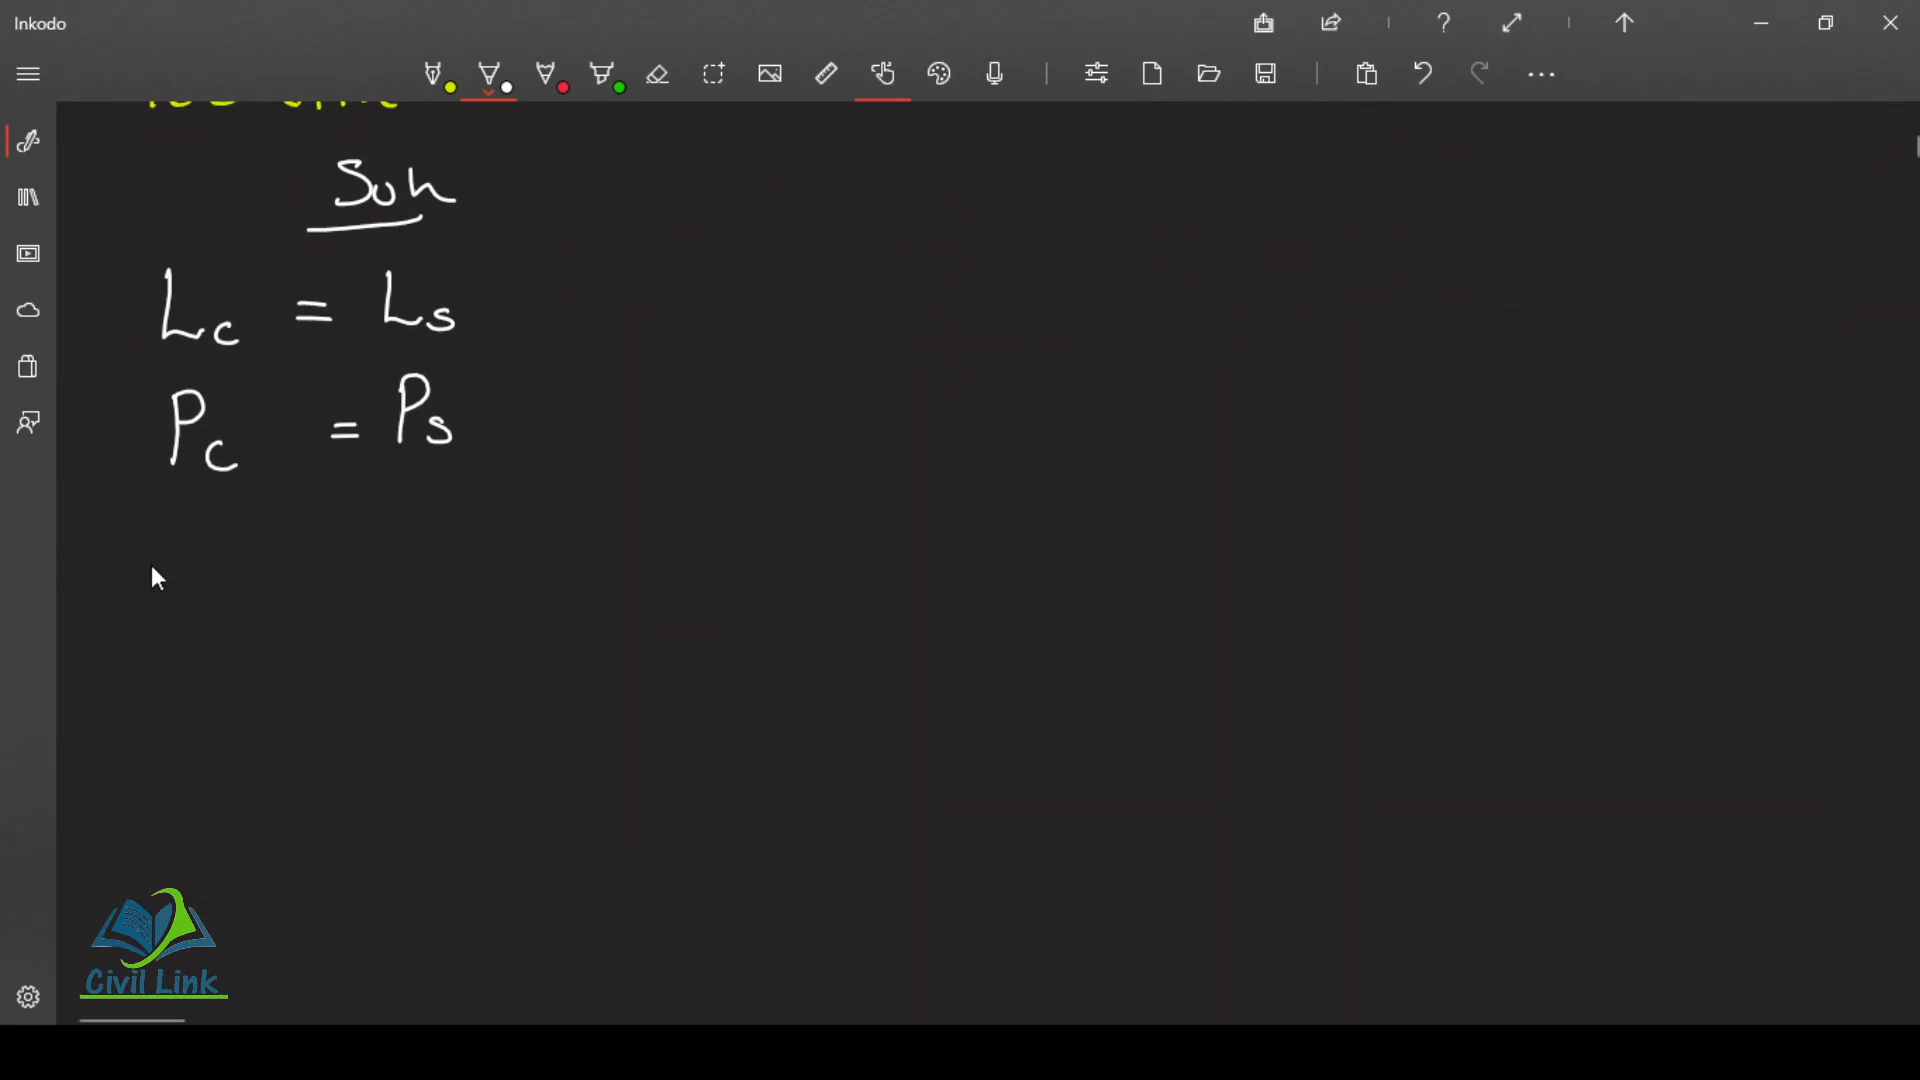 Inkodo
Soln
Lc = Ls
Pc = Ps
Civil Link